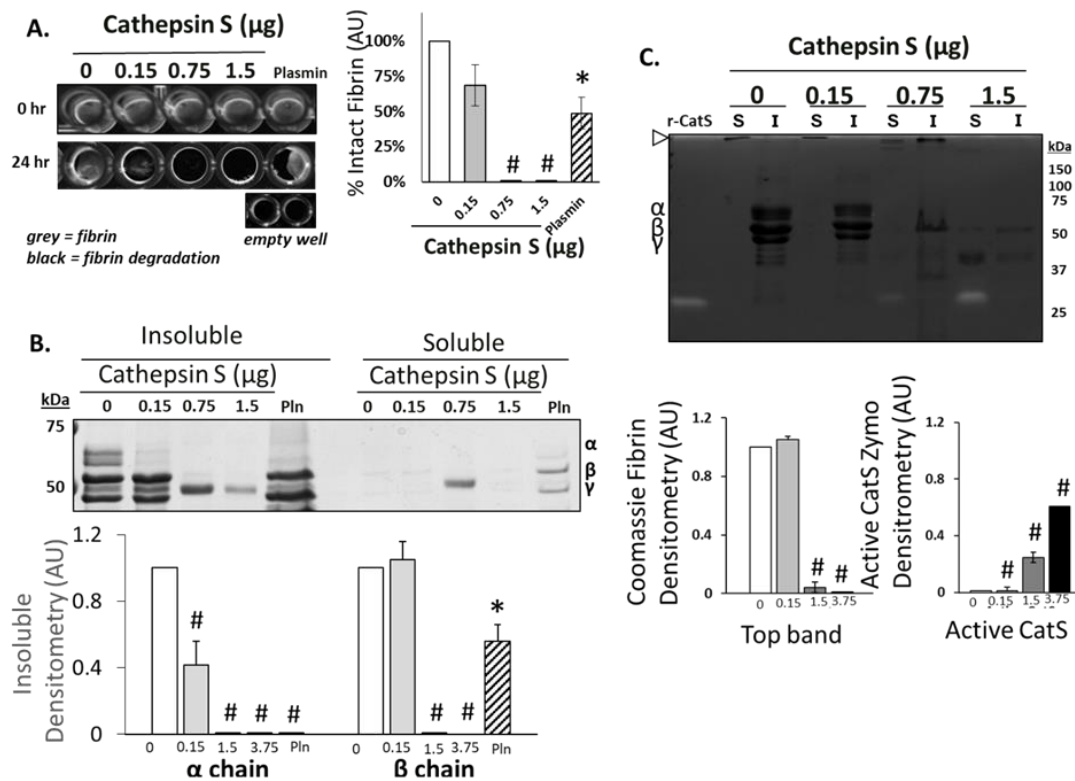 A.
Cathepsin S (µg)
0 0.15 0.75 1.5 Plasmin
0 hr
24 hr
empty well
grey = fibrin
black = fibrin degradation
% Intact Fibrin (AU)
100%
75%
50%
25%
0%
# # *
0 0.15 0.75 1.5 Plasmin
Cathepsin S (µg)
B.
Insoluble Soluble
Cathepsin S (µg) Cathepsin S (µg)
kDa 0 0.15 0.75 1.5 Pln 0 0.15 0.75 1.5 Pln
75
50
α
β
γ
Insoluble
Densitometry (AU)
1.2
0.8
0.4
0
# # # #
# # *
0 0.15 1.5 3.75 Pln 0 0.15 1.5 3.75 Pln
α chain ß chain
C.
Cathepsin S (µg)
0 0.15 0.75 1.5
r-CatS S I S I S I S I
kDa
150
100
75
50
37
25
α
β
γ
Coomassie Fibrin
Densitometry (AU)
1.2
0.9
0.6
0.3
0.0
# #
0 0.15 1.5 3.75
Top band
Active CatS Zymo
Densitrometry (AU)
1.2
0.8
0.4
0
# # #
0 0.15 1.5 3.75
Active CatS